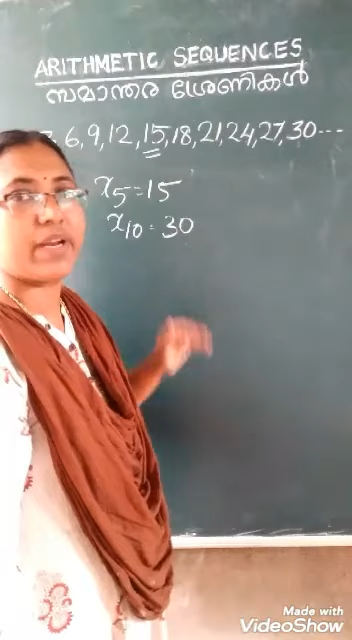 ARITHMETIC SEQUENCES
സമാന്തര ശ്രേണികൾ
6, 9, 12, 15, 18, 21, 24, 27, 30---
x₅=15
x₁₀=30
Made with
VideoShow